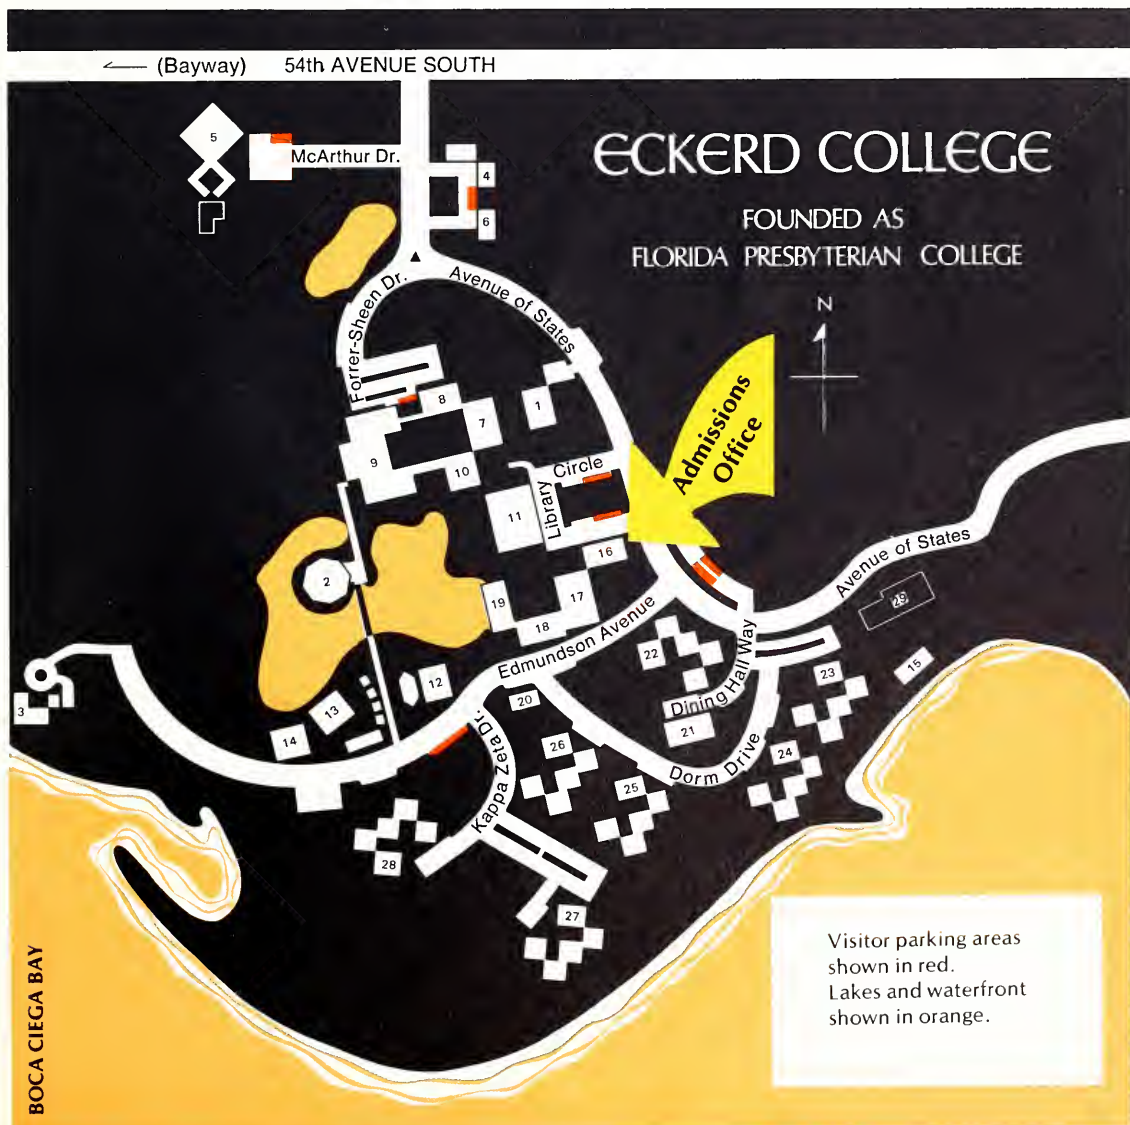 (Bayway) 54th AVENUE SOUTH
ECKERD COLLEGE
FOUNDED AS
FLORIDA PRESBYTERIAN COLLEGE
N
5
McArthur Dr.
4
6
Forrer-Sheen Dr.
Avenue of States
8
7
1
9
10
Admissions
Office
Library Circle
11
16
2
19
17
18
Edmundson Avenue
Avenue of States
29
22
Dining Hall Way
23
15
12
20
21
3
13
14
Kappa Zeta Dr.
26
Dorm Drive
24
25
28
27
BOCA CIEGA BAY
Visitor parking areas
shown in red.
Lakes and waterfront
shown in orange.